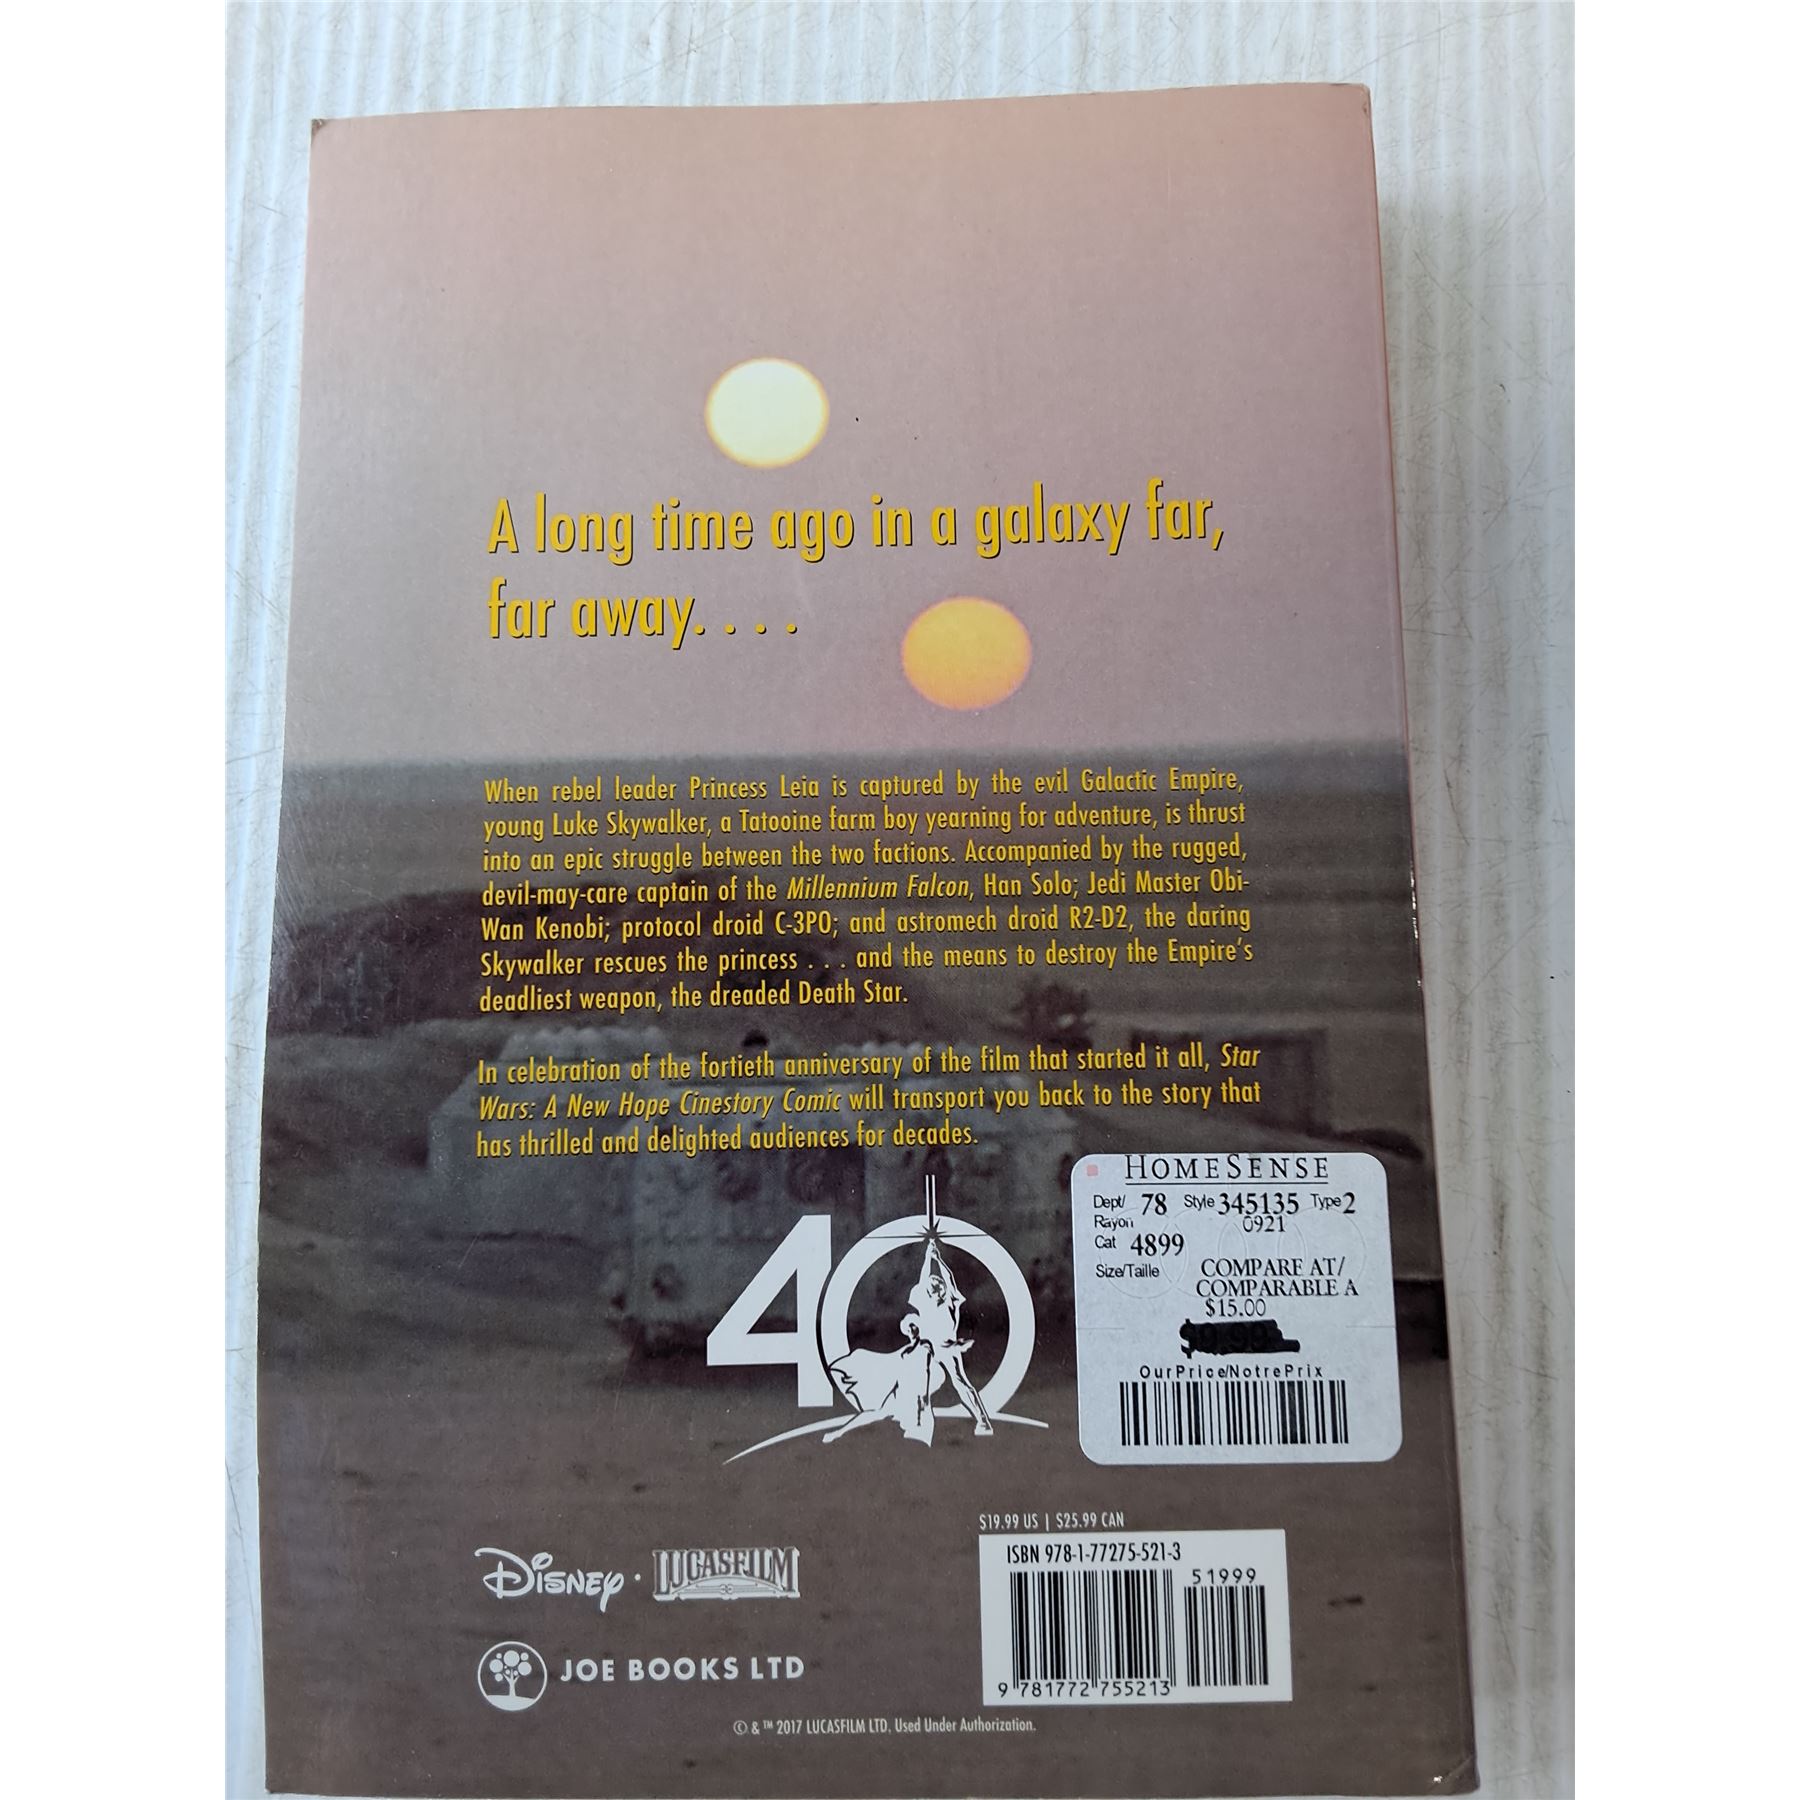 A long time ago in a galaxy far,
far away. . . .
When rebel leader Princess Leia is captured by the evil Galactic Empire,
young Luke Skywalker, a Tatooine farm boy yearning for adventure, is thrust
into an epic struggle between the two factions. Accompanied by the rugged,
devil-may-care captain of the Millennium Falcon, Han Solo; Jedi Master Obi-
Wan Kenobi; protocol droid C-3PO; and astromech droid R2-D2, the daring
Skywalker rescues the princess . . . and the means to destroy the Empire's
deadliest weapon, the dreaded Death Star.
In celebration of the fortieth anniversary of the film that started it all, Star
Wars: A New Hope Cinestory Comic will transport you back to the story that
has thrilled and delighted audiences for decades.
HOMESENSE
Dept/ 78 Style 345135 Type 2
Rayon 0921
Cat 4899
Size/Taille COMPARE AT/
COMPARABLE A
$15.00
OurPrice/NotrePrix
40
$19.99 US | $25.99 CAN
ISBN 978-1-77275-521-3
51999
9 781772 755213
DISNEY · LUCASFILM
JOE BOOKS LTD
© & ™ 2017 LUCASFILM LTD. Used Under Authorization.